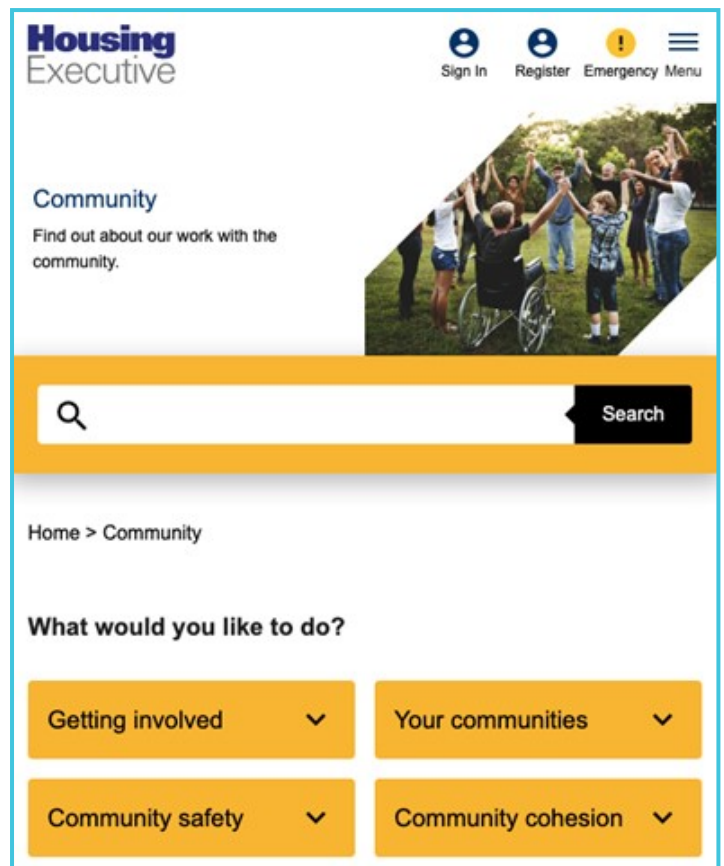 Housing
Executive
Sign In
Register
Emergency
Menu
Community
Find out about our work with the
community.
Search
Home > Community
What would you like to do?
Getting involved
Your communities
Community safety
Community cohesion